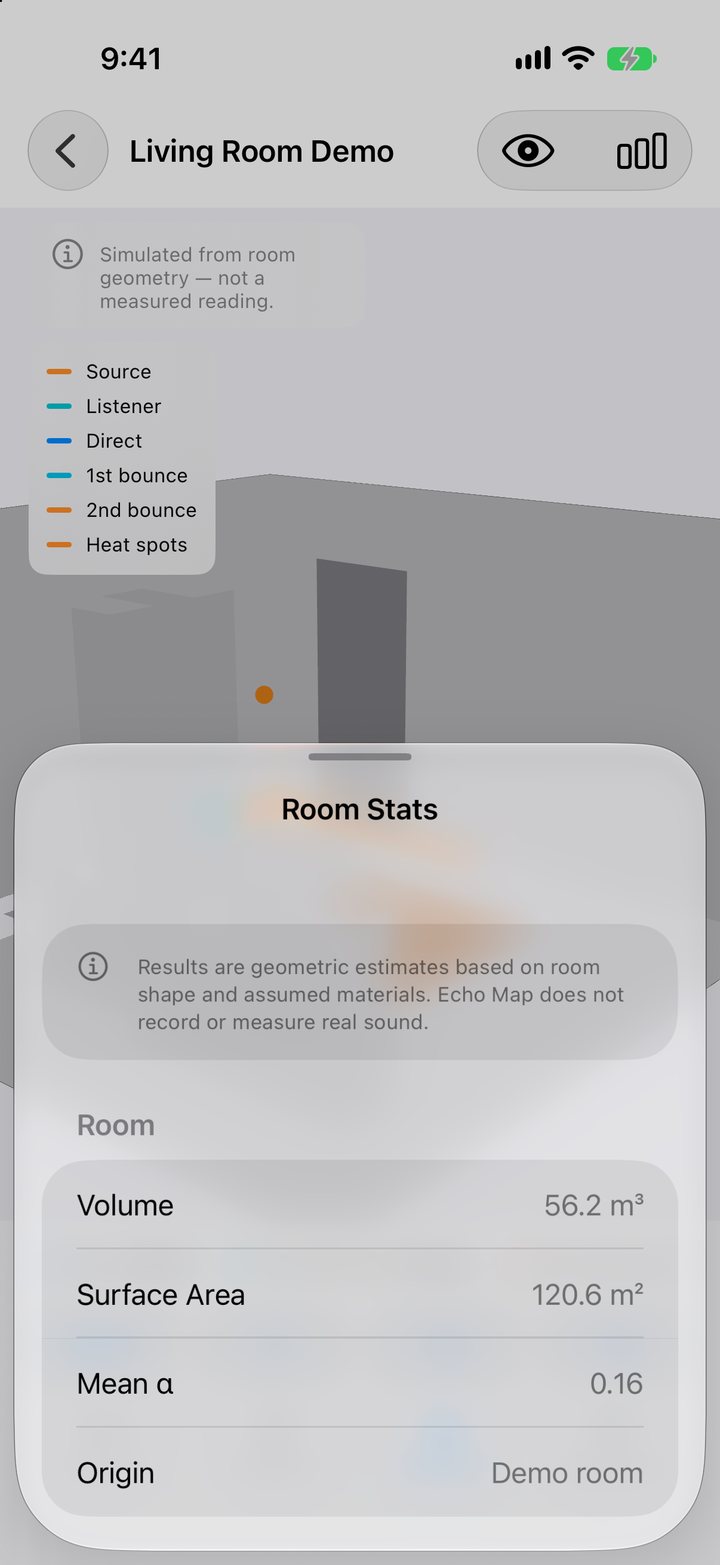 9:41
Living Room Demo
Simulated from room
geometry — not a
measured reading.
Source
Listener
Direct
1st bounce
2nd bounce
Heat spots
Room Stats
Results are geometric estimates based on room
shape and assumed materials. Echo Map does not
record or measure real sound.
Room
Volume 56.2 m³
Surface Area 120.6 m²
Mean α 0.16
Origin Demo room